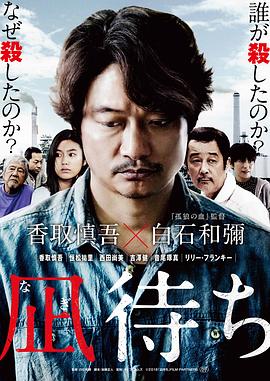 誰が殺したのか？
なぜ殺したのか？
『孤狼の血』監督
香取慎吾×白石和彌
香取慎吾 恒松祐里 西田尚美 吉澤健 音尾琢真 リリー・フランキー
なぎ
凪待ち